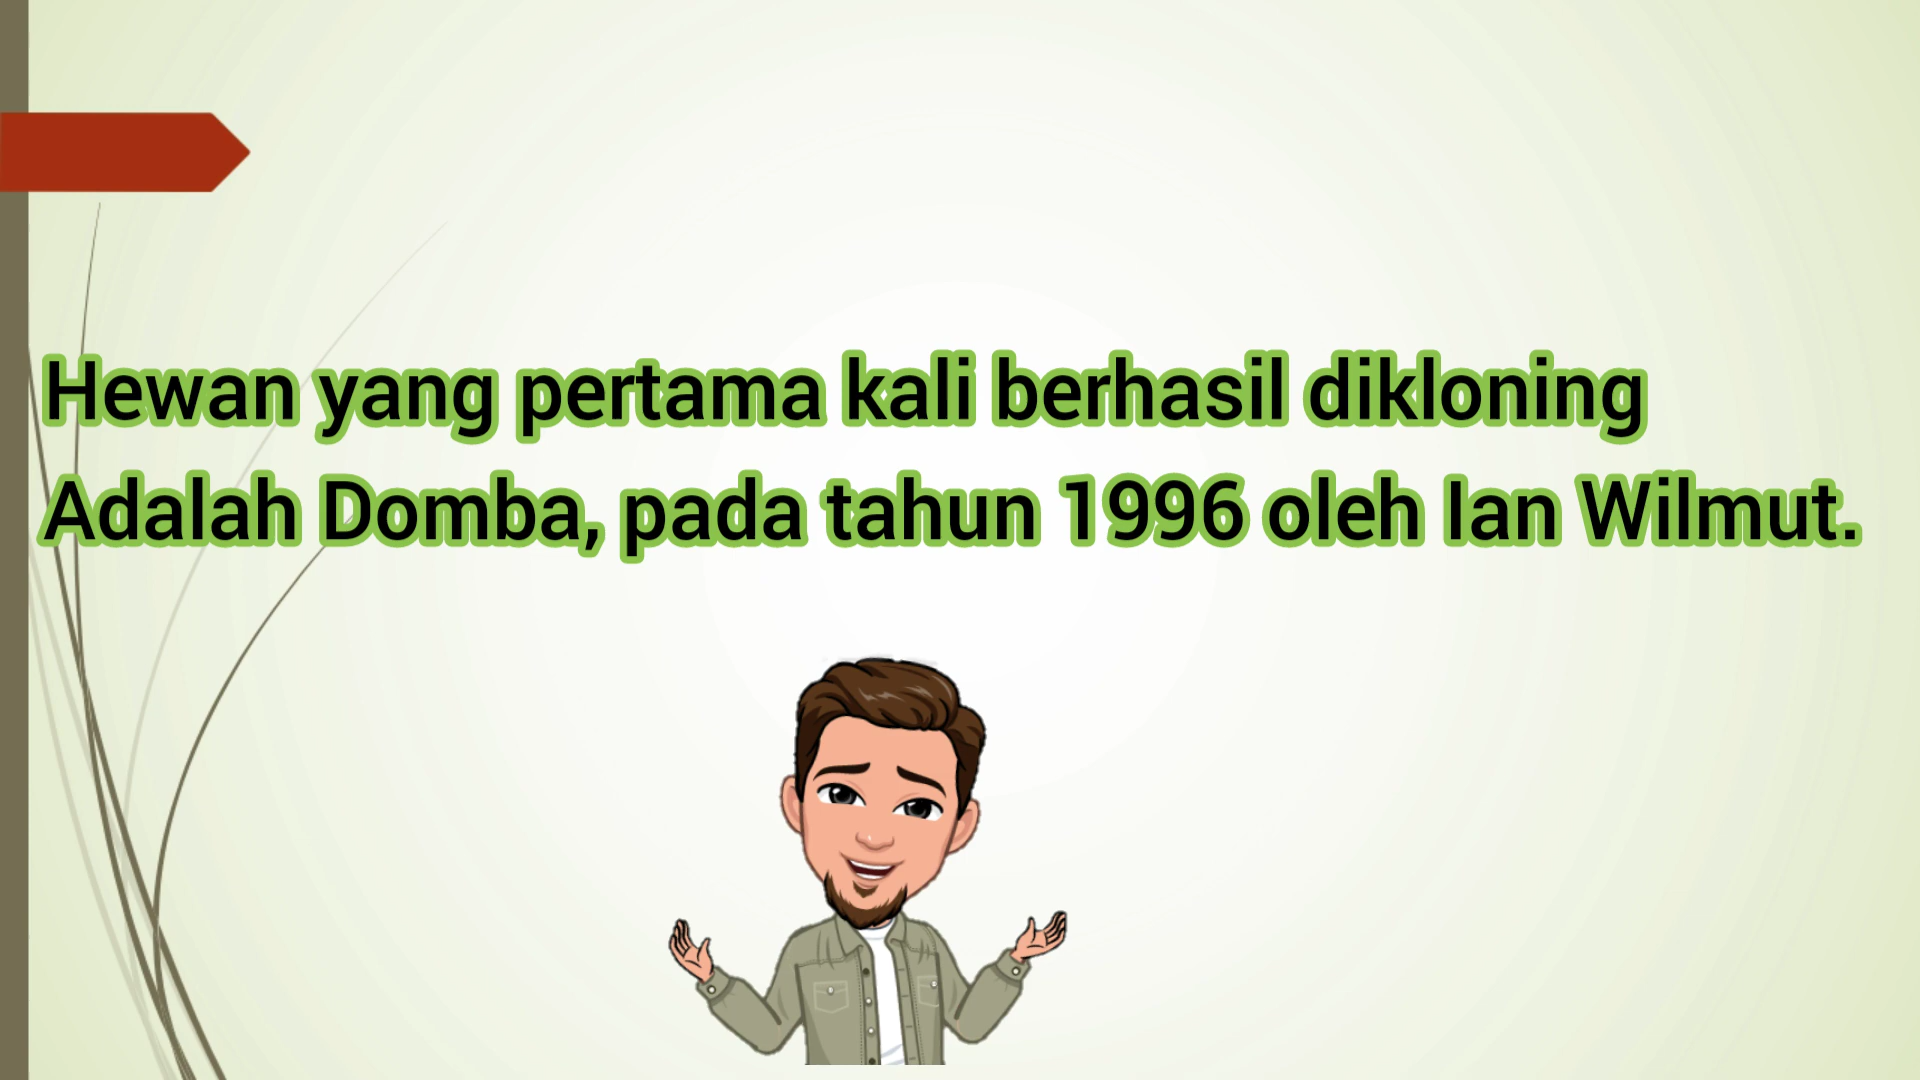 Hewan yang pertama kali berhasil dikloning
Adalah Domba, pada tahun 1996 oleh Ian Wilmut.